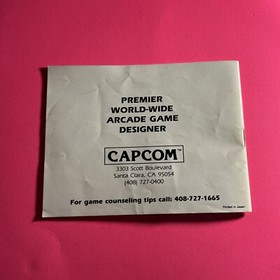 PREMIER
WORLD-WIDE
ARCADE GAME
DESIGNER
CAPCOM™
3303 Scott Boulevard
Santa Clara, CA 95054
(408) 727-0400
For game counseling tips call: 408-727-1665
Printed in Japan